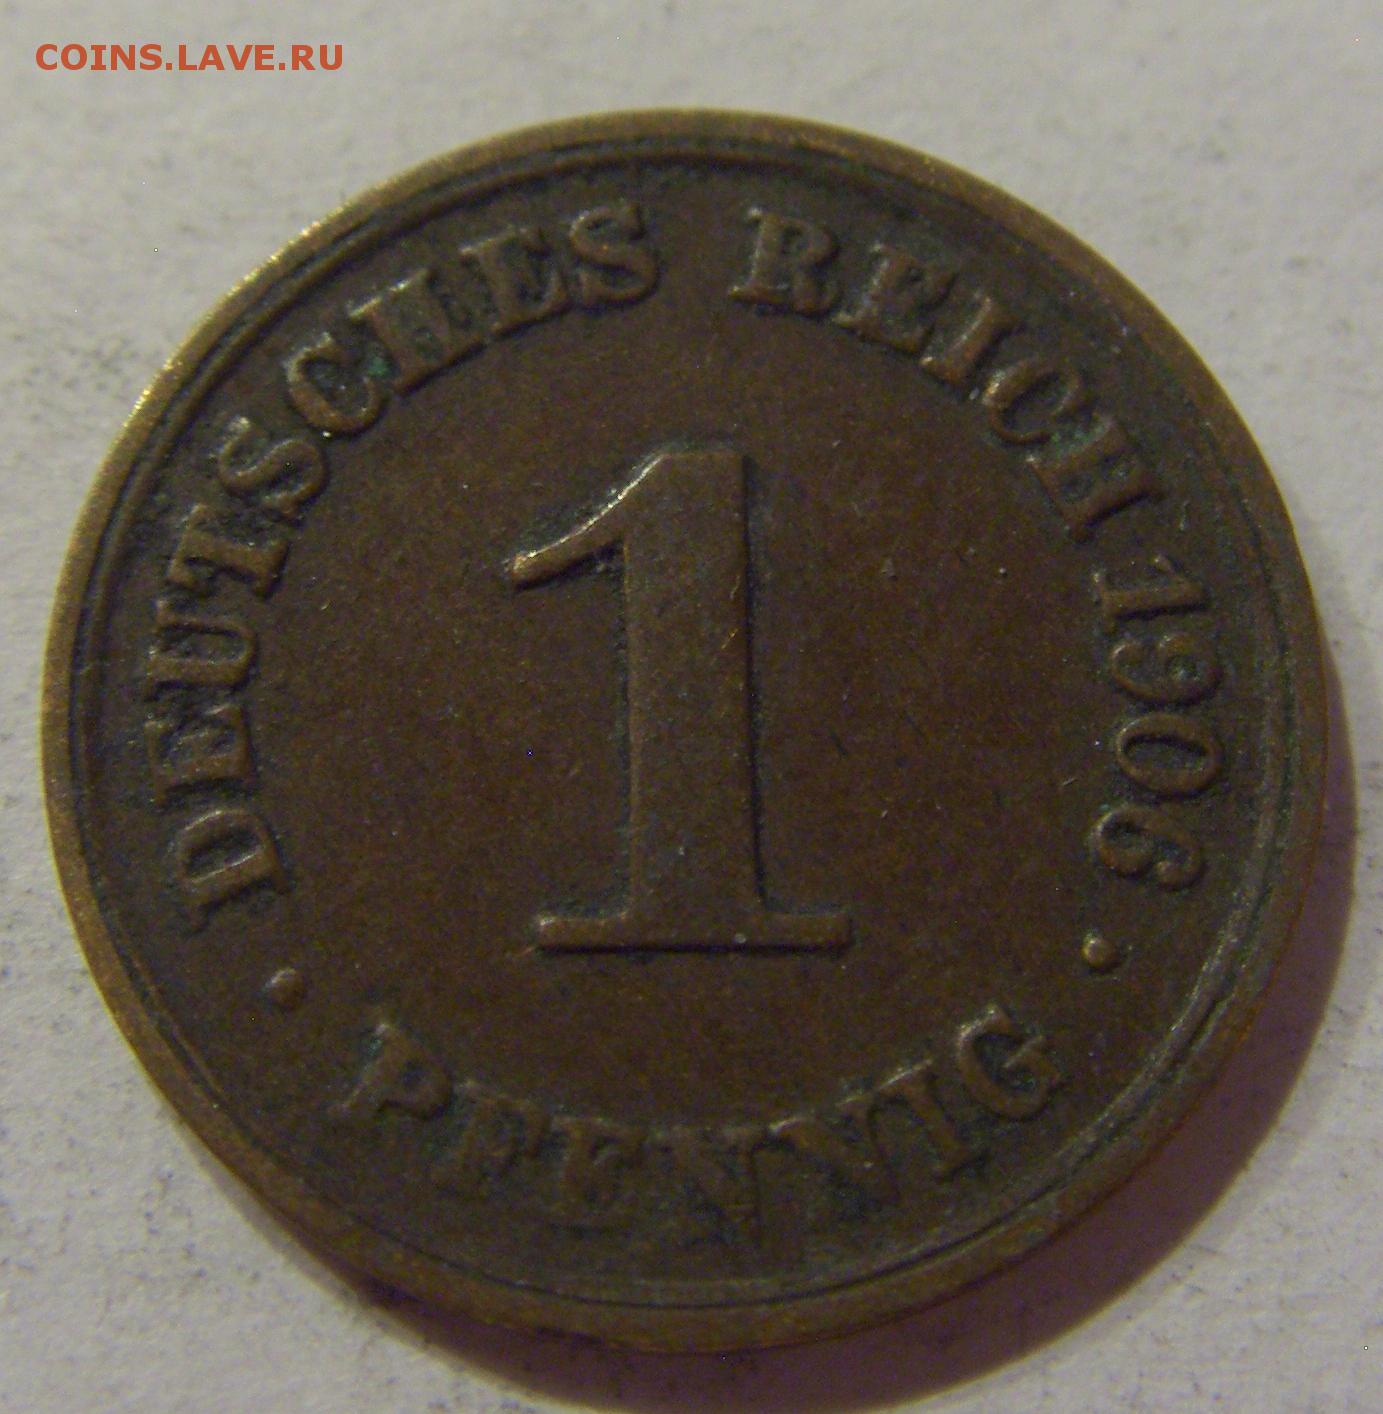 COINS.LAVE.RU
DEUTSCHES REICH 1906
1
• PFENNIG •